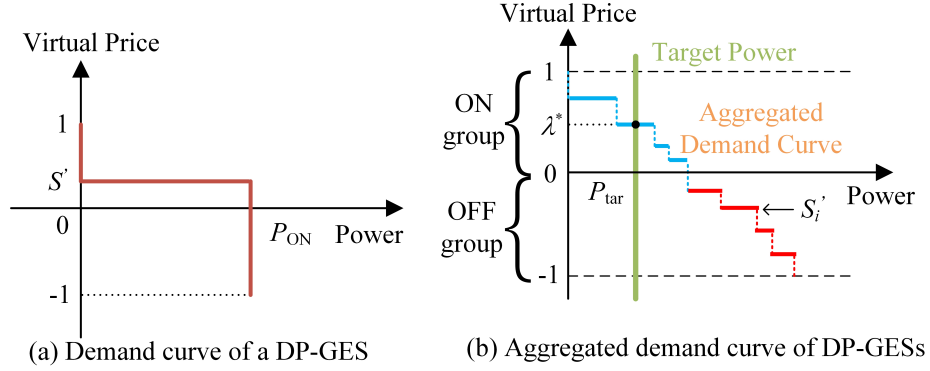 Virtual Price
1
S'
0
P_ON
Power
-1
(a) Demand curve of a DP-GES
Virtual Price
Target Power
1
ON
group
λ*
Aggregated
Demand Curve
0
P_tar
Power
OFF
group
S_i'
-1
(b) Aggregated demand curve of DP-GESs